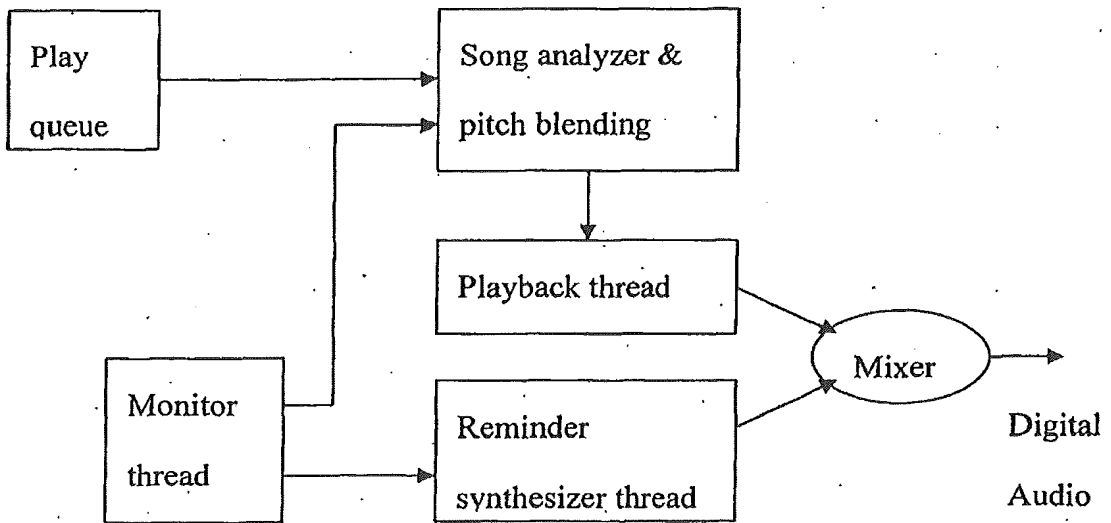 Play
queue
Song analyzer &
pitch blending
Playback thread
Mixer
Monitor
thread
Reminder
synthesizer thread
Digital
Audio